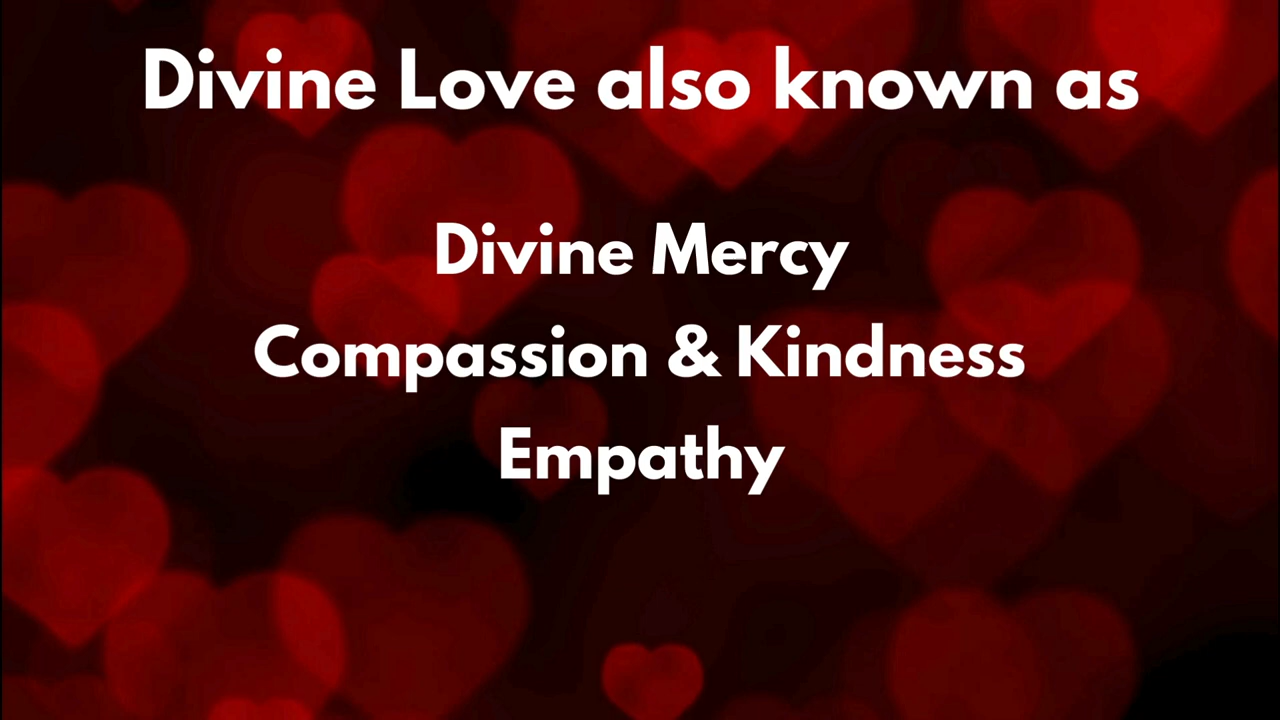 Divine Love also known as
Divine Mercy
Compassion & Kindness
Empathy